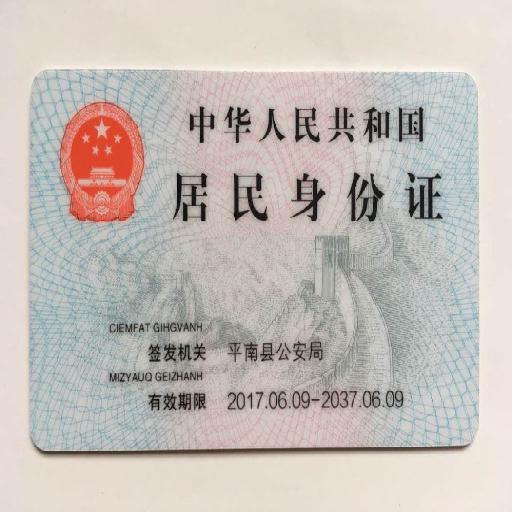 中华人民共和国
居民身份证
CIEMFAT GIHGVANH
签发机关 平南县公安局
MIZYAUQ GEIZHANH
有效期限 2017.06.09-2037.06.09